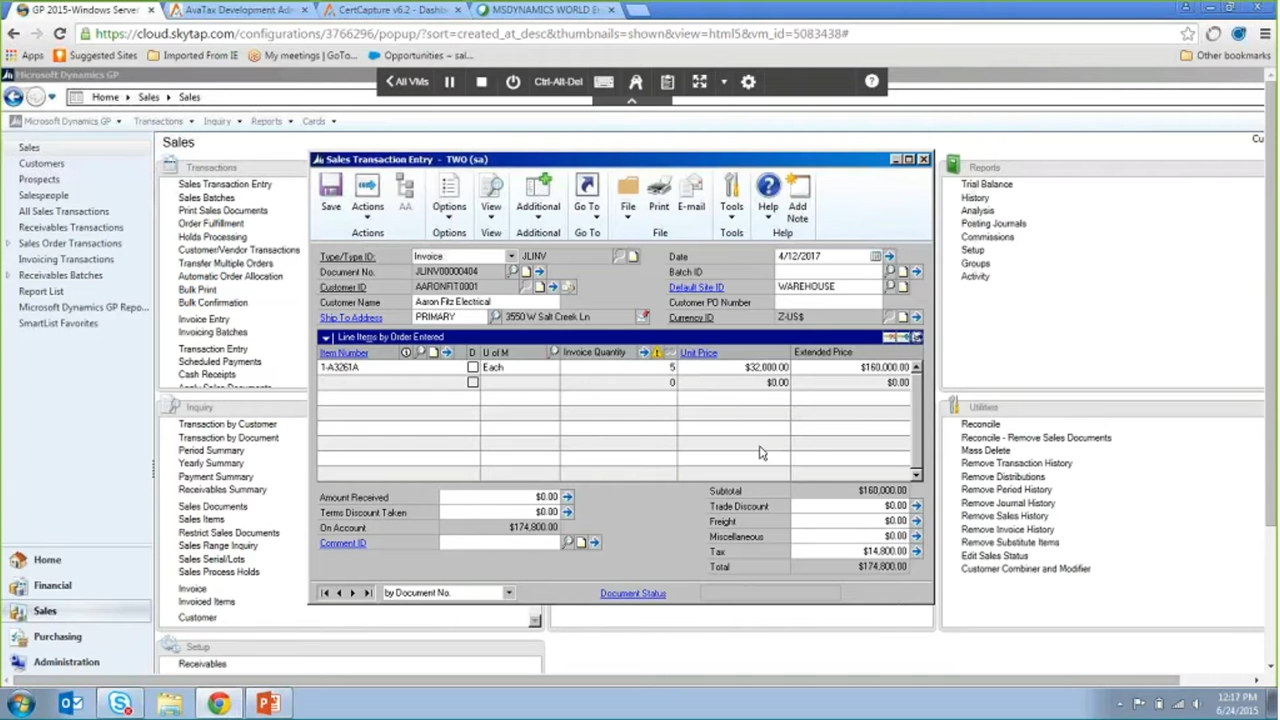 GP 2015-Windows Server
AvaTax Development Adm
CertCapture v6.2 - Dashb
MSDYNAMICS WORLD E
https://cloud.skytap.com/configurations/3766296/popup/?sort=created_at_desc&thumbnails=shown&view=html5&vm_id=5083438#
Apps
Suggested Sites
Imported From IE
My meetings | GoTo...
Opportunities ~ sal...
Other bookmarks
Microsoft Dynamics GP
All VMs
Ctrl-Alt-Del
Home
Sales
Sales
Microsoft Dynamics GP
Transactions
Inquiry
Reports
Cards
Sales
Customers
Prospects
Salespeople
All Sales Transactions
Receivables Transactions
Sales Order Transactions
Invoicing Transactions
Receivables Batches
Report List
Microsoft Dynamics GP Repo...
SmartList Favorites
Home
Financial
Sales
Purchasing
Administration
Sales
Cu
Transactions
Sales Transaction Entry
Sales Batches
Print Sales Documents
Order Fulfillment
Holds Processing
Customer/Vendor Transactions
Transfer Multiple Orders
Automatic Order Allocation
Bulk Print
Bulk Confirmation
Invoice Entry
Invoicing Batches
Transaction Entry
Scheduled Payments
Cash Receipts
Apply Sales Documents
Inquiry
Transaction by Customer
Transaction by Document
Period Summary
Yearly Summary
Payment Summary
Receivables Summary
Sales Documents
Sales Items
Restrict Sales Documents
Sales Range Inquiry
Sales Serial/Lots
Sales Process Holds
Invoice
Invoiced Items
Customer
Setup
Receivables
Sales Transaction Entry - TWO (sa)
Save
Actions
AA
Options
View
Additional
Go To
File
Print
E-mail
Tools
Help
Add
Note
Actions
Options
View
Additional
Go To
File
Tools
Help
Type/Type ID:
Invoice
JLINV
Date
4/12/2017
Document No.
JLINV00000404
Batch ID
Customer ID
AARONFIT0001
Default Site ID
WAREHOUSE
Customer Name
Aaron Fitz Electrical
Customer PO Number
Ship To Address
PRIMARY
3550 W Salt Creek Ln
Currency ID
Z-US$
Line Items by Order Entered
Item Number
D
U of M
Invoice Quantity
Unit Price
Extended Price
1-A3261A
Each
5
$32,000.00
$160,000.00
0
$0.00
$0.00
Amount Received
$0.00
Terms Discount Taken
$0.00
On Account
$174,800.00
Comment ID
Subtotal
$160,000.00
Trade Discount
$0.00
Freight
$0.00
Miscellaneous
$0.00
Tax
$14,800.00
Total
$174,800.00
by Document No.
Document Status
Reports
Trial Balance
History
Analysis
Posting Journals
Commissions
Setup
Groups
Activity
Utilities
Reconcile
Reconcile - Remove Sales Documents
Mass Delete
Remove Transaction History
Remove Distributions
Remove Period History
Remove Journal History
Remove Sales History
Remove Invoice History
Remove Substitute Items
Edit Sales Status
Customer Combiner and Modifier
12:17 PM
6/24/2015